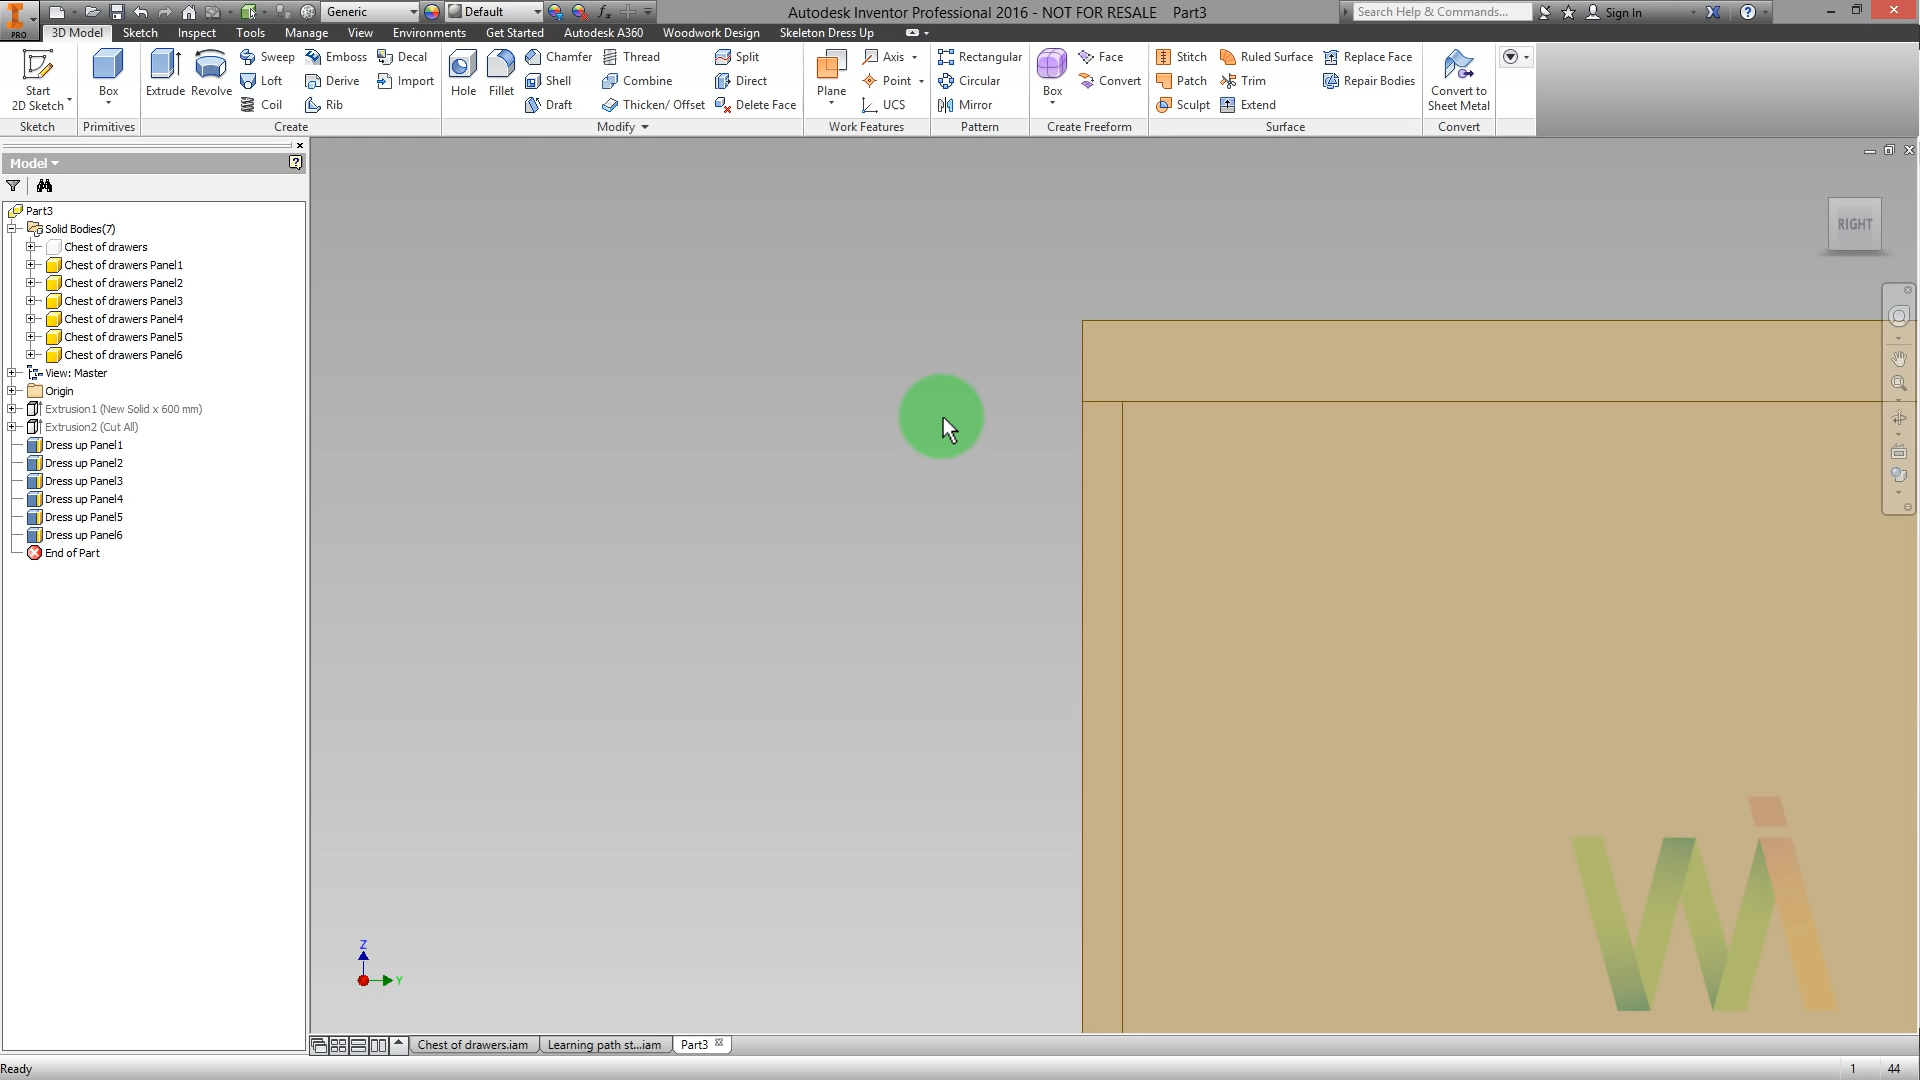 Generic
Default
Autodesk Inventor Professional 2016 - NOT FOR RESALE Part3
Search Help & Commands...
Sign In
PRO
3D Model Sketch Inspect Tools Manage View Environments Get Started Autodesk A360 Woodwork Design Skeleton Dress Up
Start
2D Sketch
Box
Extrude
Revolve
Sweep
Loft
Coil
Emboss
Derive
Rib
Decal
Import
Hole
Fillet
Chamfer
Shell
Draft
Thread
Combine
Thicken/ Offset
Split
Direct
Delete Face
Plane
Axis
Point
UCS
Rectangular
Circular
Mirror
Box
Face
Convert
Stitch
Patch
Sculpt
Ruled Surface
Trim
Extend
Replace Face
Repair Bodies
Convert to
Sheet Metal
Sketch Primitives Create Modify Work Features Pattern Create Freeform Surface Convert
Model
Part3
Solid Bodies(7)
Chest of drawers
Chest of drawers Panel1
Chest of drawers Panel2
Chest of drawers Panel3
Chest of drawers Panel4
Chest of drawers Panel5
Chest of drawers Panel6
View: Master
Origin
Extrusion1 (New Solid x 600 mm)
Extrusion2 (Cut All)
Dress up Panel1
Dress up Panel2
Dress up Panel3
Dress up Panel4
Dress up Panel5
Dress up Panel6
End of Part
RIGHT
Z
Y
Wi
Chest of drawers.iam
Learning path st...iam
Part3
Ready
1
44